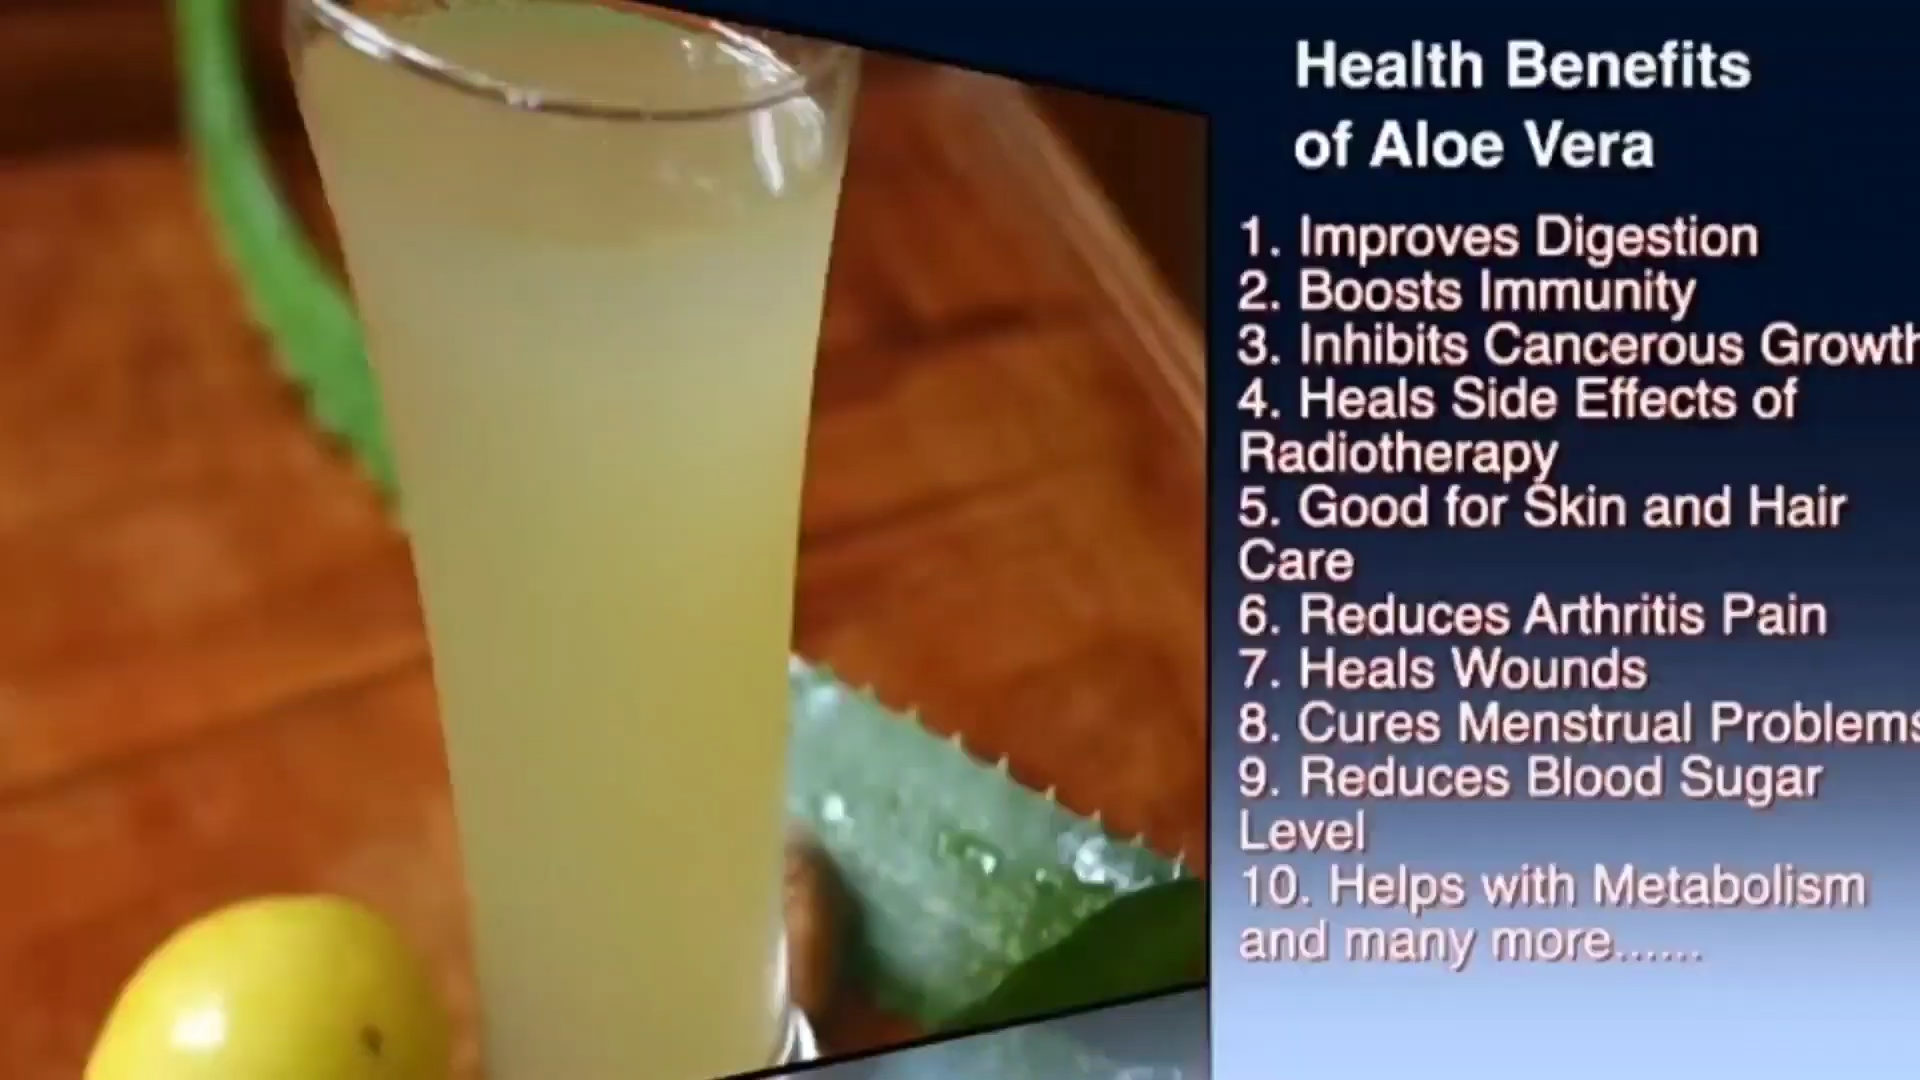 Health Benefits
of Aloe Vera
1. Improves Digestion
2. Boosts Immunity
3. Inhibits Cancerous Growth
4. Heals Side Effects of
Radiotherapy
5. Good for Skin and Hair
Care
6. Reduces Arthritis Pain
7. Heals Wounds
8. Cures Menstrual Problems
9. Reduces Blood Sugar
Level
10. Helps with Metabolism
and many more......